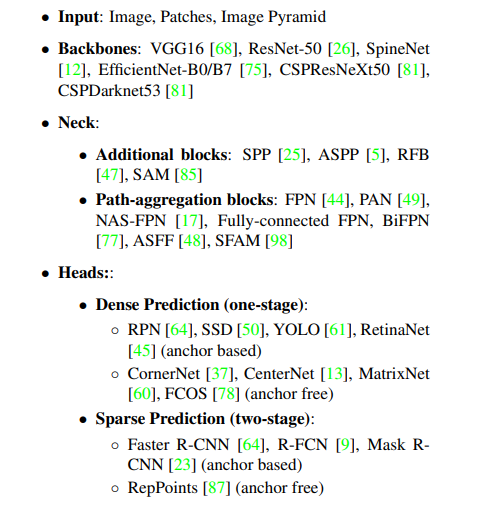 • Input: Image, Patches, Image Pyramid
• Backbones: VGG16 [68], ResNet-50 [26], SpineNet
[12], EfficientNet-B0/B7 [75], CSPResNeXt50 [81],
CSPDarknet53 [81]
• Neck:
• Additional blocks: SPP [25], ASPP [5], RFB
[47], SAM [85]
• Path-aggregation blocks: FPN [44], PAN [49],
NAS-FPN [17], Fully-connected FPN, BiFPN
[77], ASFF [48], SFAM [98]
• Heads::
• Dense Prediction (one-stage):
◦ RPN [64], SSD [50], YOLO [61], RetinaNet
[45] (anchor based)
◦ CornerNet [37], CenterNet [13], MatrixNet
[60], FCOS [78] (anchor free)
• Sparse Prediction (two-stage):
◦ Faster R-CNN [64], R-FCN [9], Mask R-
CNN [23] (anchor based)
◦ RepPoints [87] (anchor free)